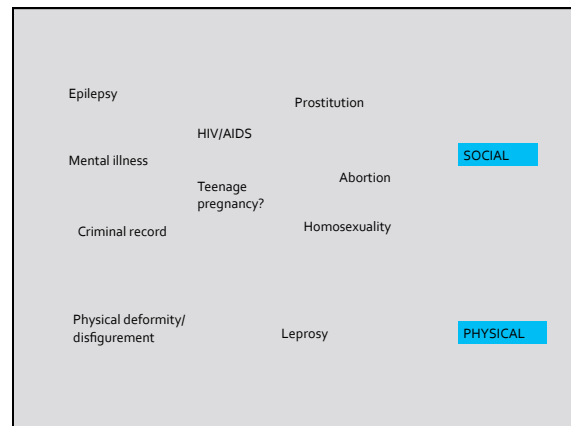 Epilepsy
Prostitution
HIV/AIDS
Mental illness
SOCIAL
Teenage
pregnancy?
Abortion
Criminal record
Homosexuality
Physical deformity/
disfigurement
Leprosy
PHYSICAL